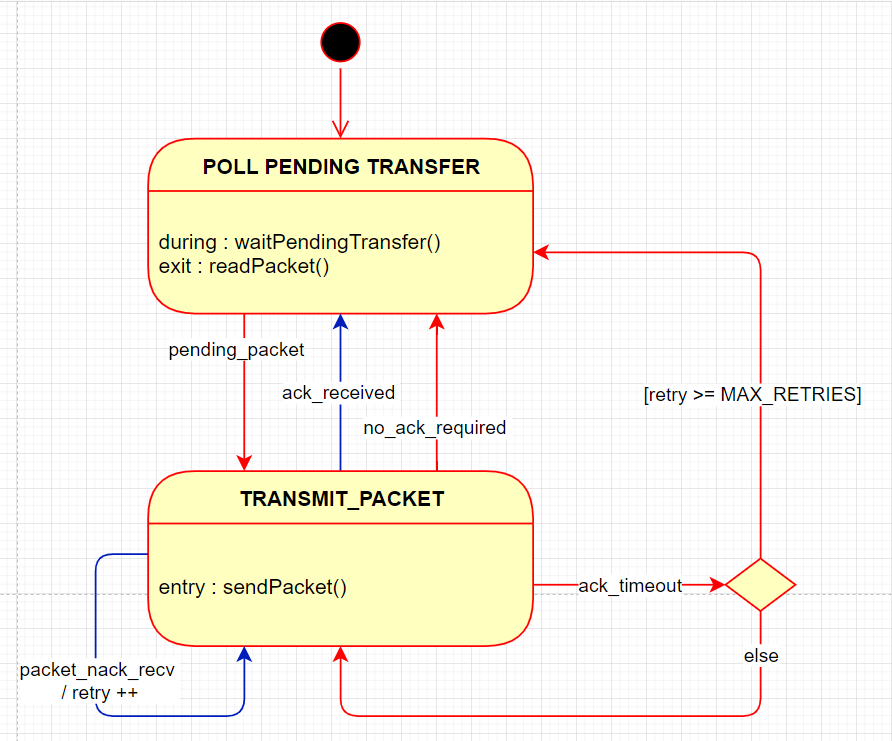 POLL PENDING TRANSFER
during : waitPendingTransfer()
exit : readPacket()
pending_packet
ack_received
[retry >= MAX_RETRIES]
no_ack_required
TRANSMIT_PACKET
entry : sendPacket()
ack_timeout
else
packet_nack_recv
/ retry ++